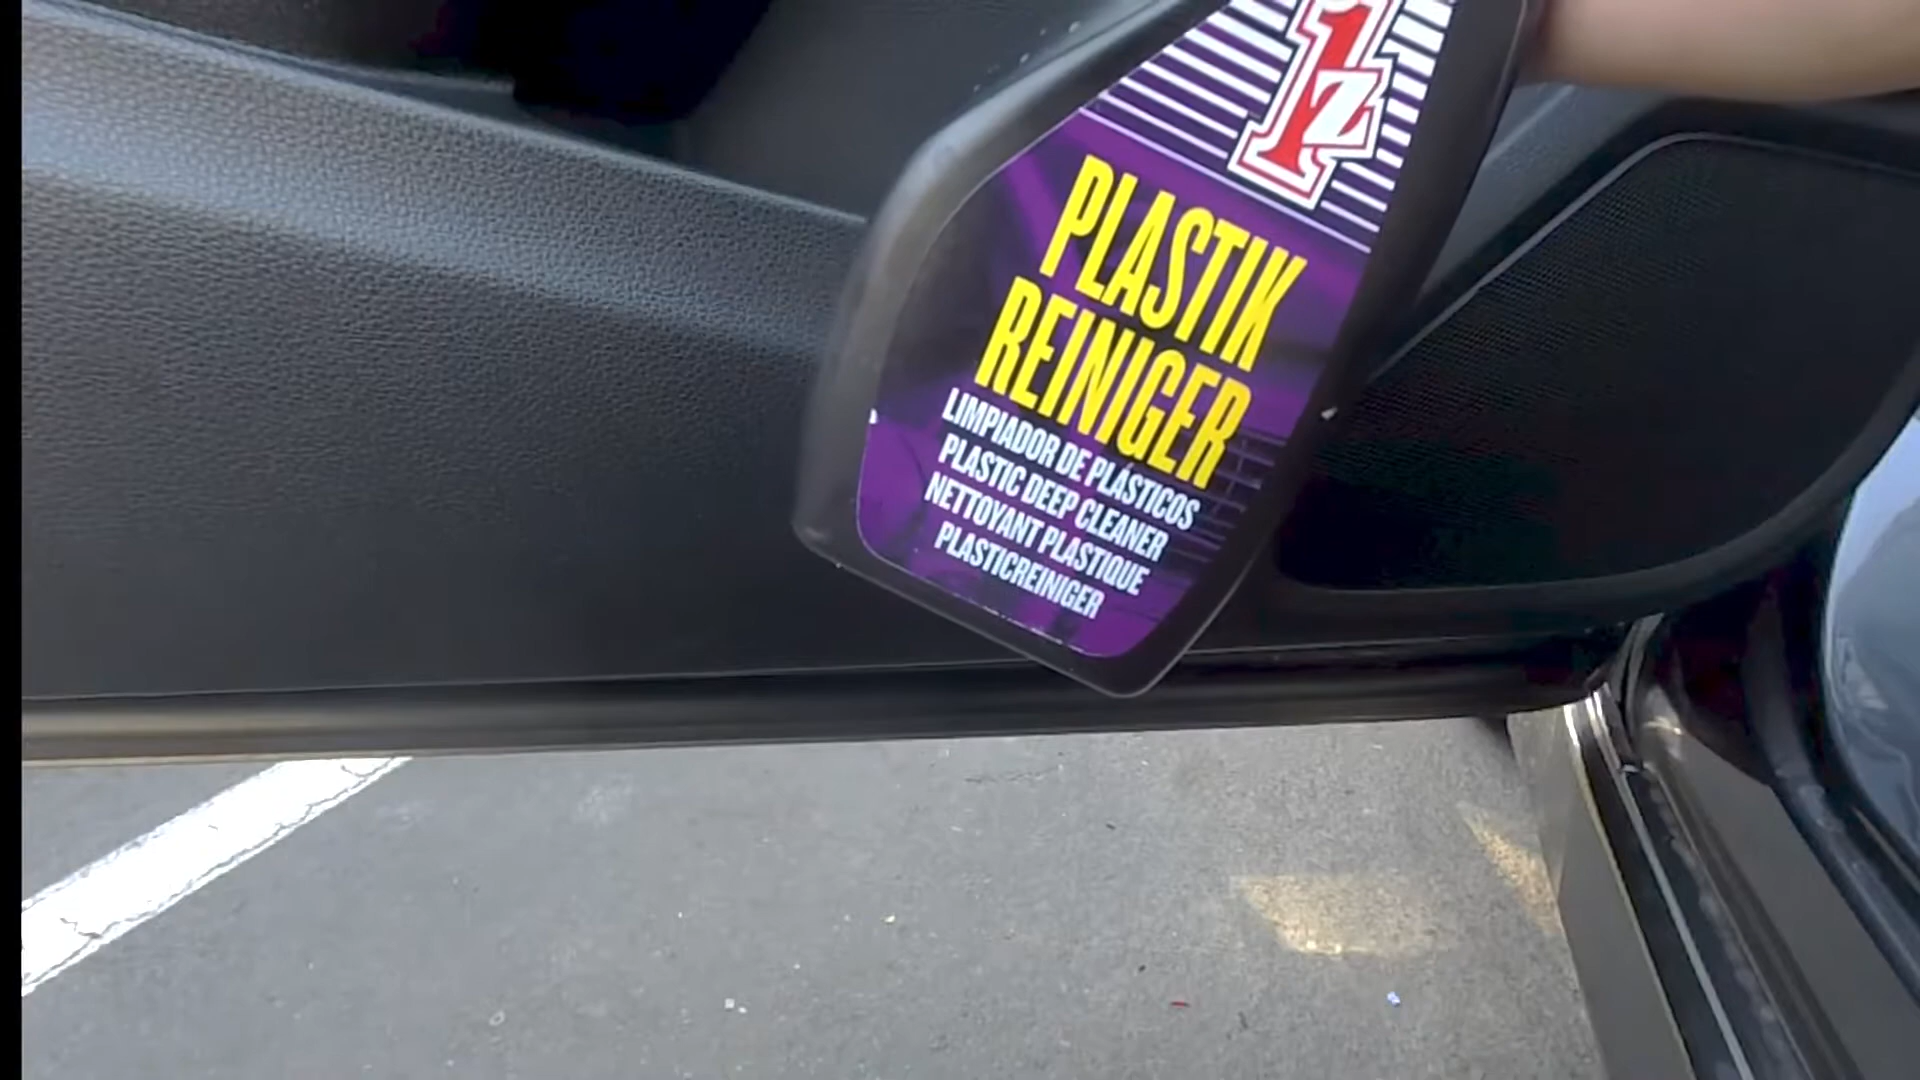 1Z
PLASTIK
REINIGER
LIMPIADOR DE PLÁSTICOS
PLASTIC DEEP CLEANER
NETTOYANT PLASTIQUE
PLASTICREINIGER